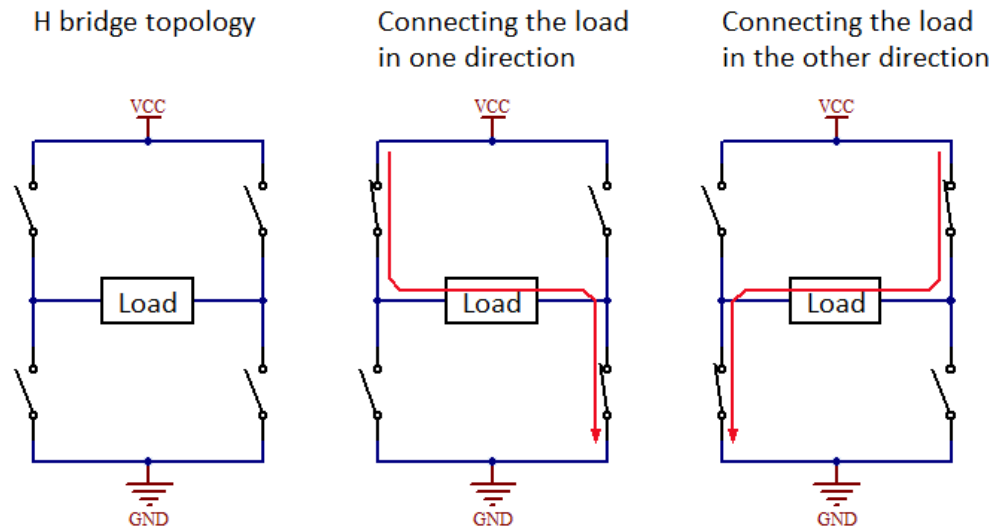 H bridge topology
Connecting the load
in one direction
Connecting the load
in the other direction
VCC
VCC
VCC
Load
Load
Load
GND
GND
GND